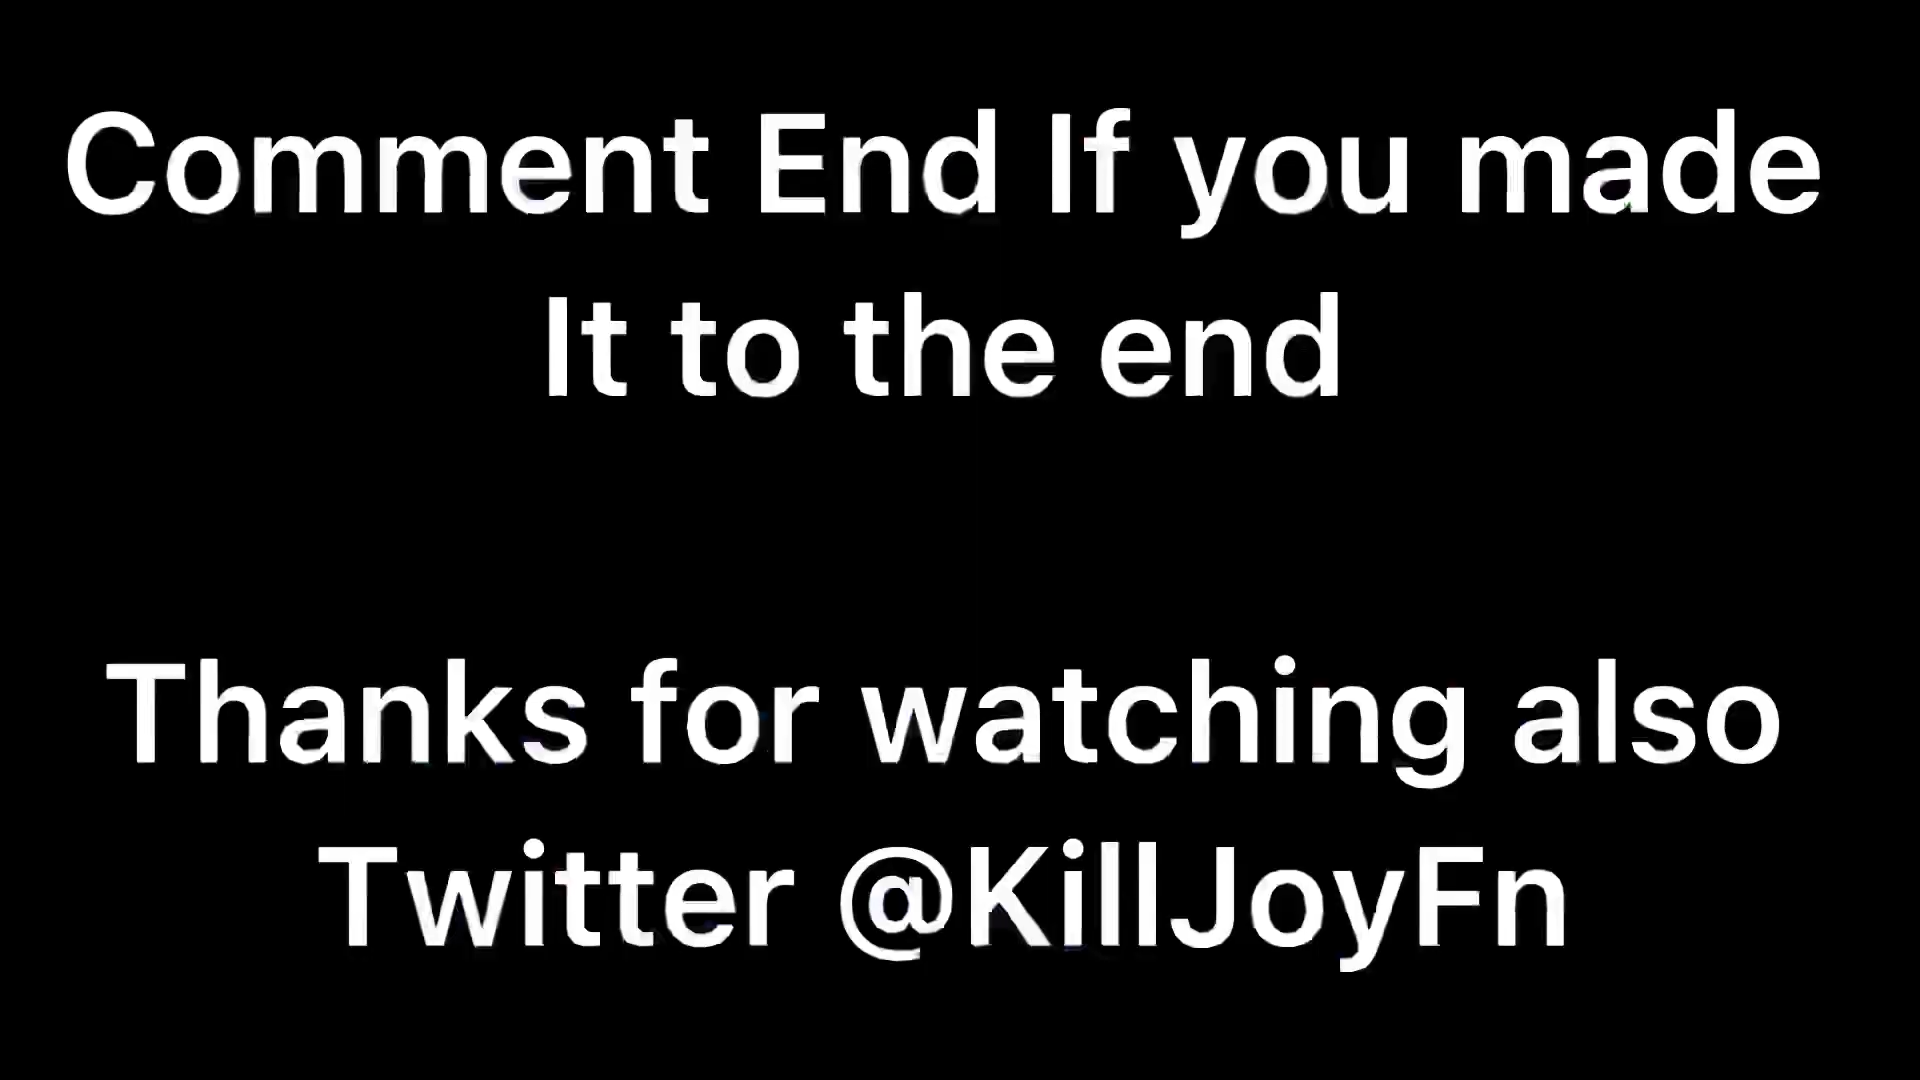 Comment End If you made
It to the end
Thanks for watching also
Twitter @KillJoyFn